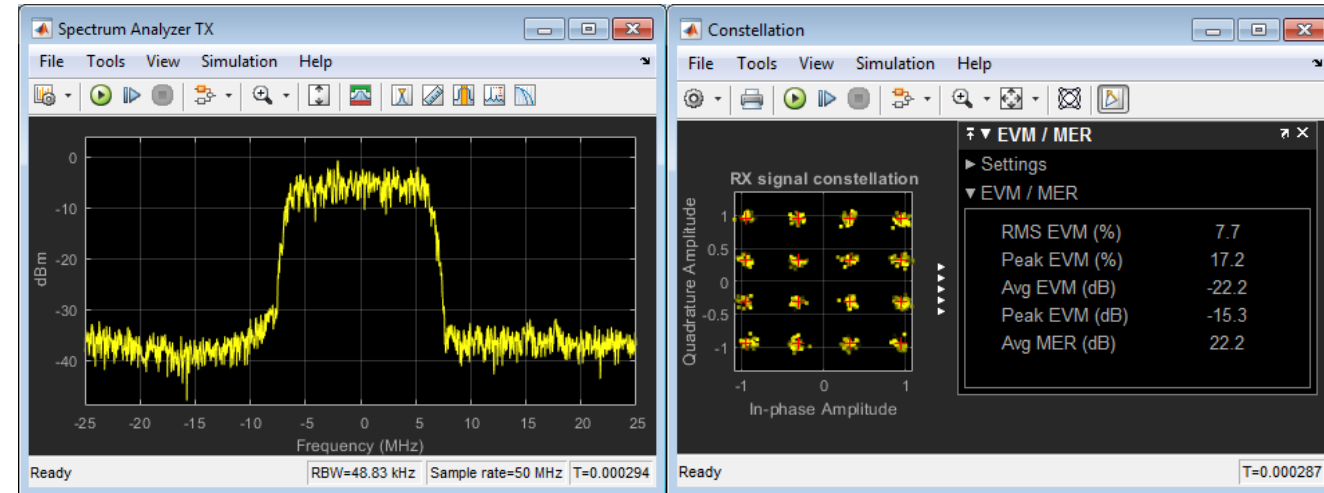 Spectrum Analyzer TX
File Tools View Simulation Help
0
-10
-20
-30
-40
dBm
-25 -20 -15 -10 -5 0 5 10 15 20 25
Frequency (MHz)
Ready RBW=48.83 kHz Sample rate=50 MHz T=0.000294
Constellation
File Tools View Simulation Help
RX signal constellation
Quadrature Amplitude
1
0.5
0
-0.5
-1
-1 0 1
In-phase Amplitude
EVM / MER
Settings
EVM / MER
RMS EVM (%) 7.7
Peak EVM (%) 17.2
Avg EVM (dB) -22.2
Peak EVM (dB) -15.3
Avg MER (dB) 22.2
Ready T=0.000287